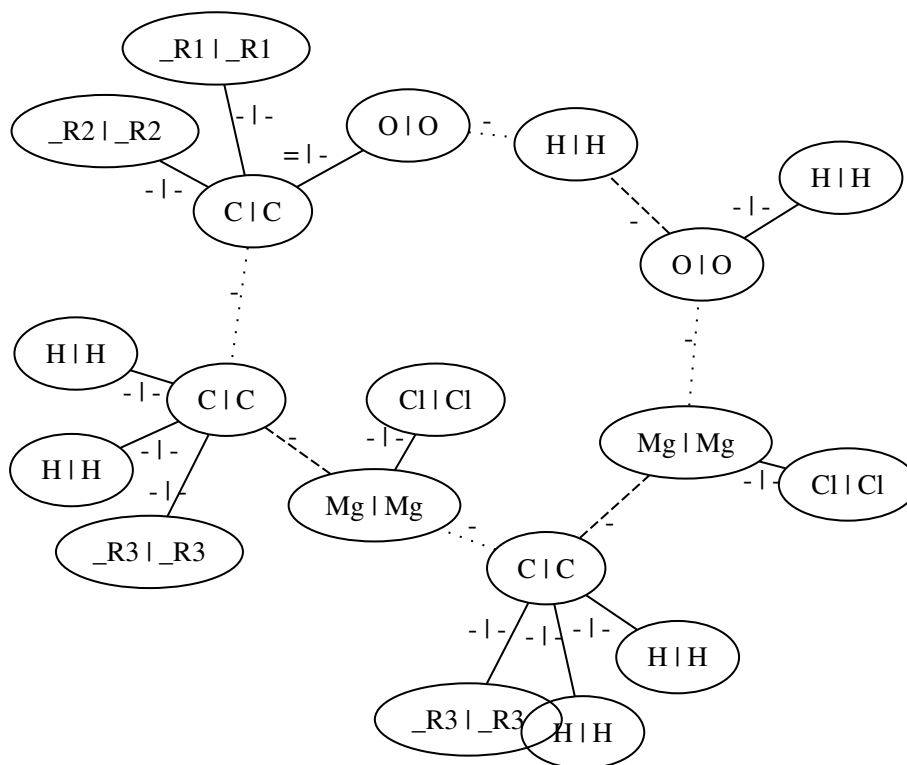 _R1 | _R1
- | -
_R2 | _R2
O | O
-
H | H
= | -
H | H
- | -
- | -
C | C
-
O | O
-
-
H | H
- | -
C | C
Cl | Cl
-
- | -
Mg | Mg
H | H
- | -
- | -
Cl | Cl
- | -
Mg | Mg
-
-
_R3 | _R3
C | C
- | -
- | -
- | -
H | H
_R3 | _R3
H | H